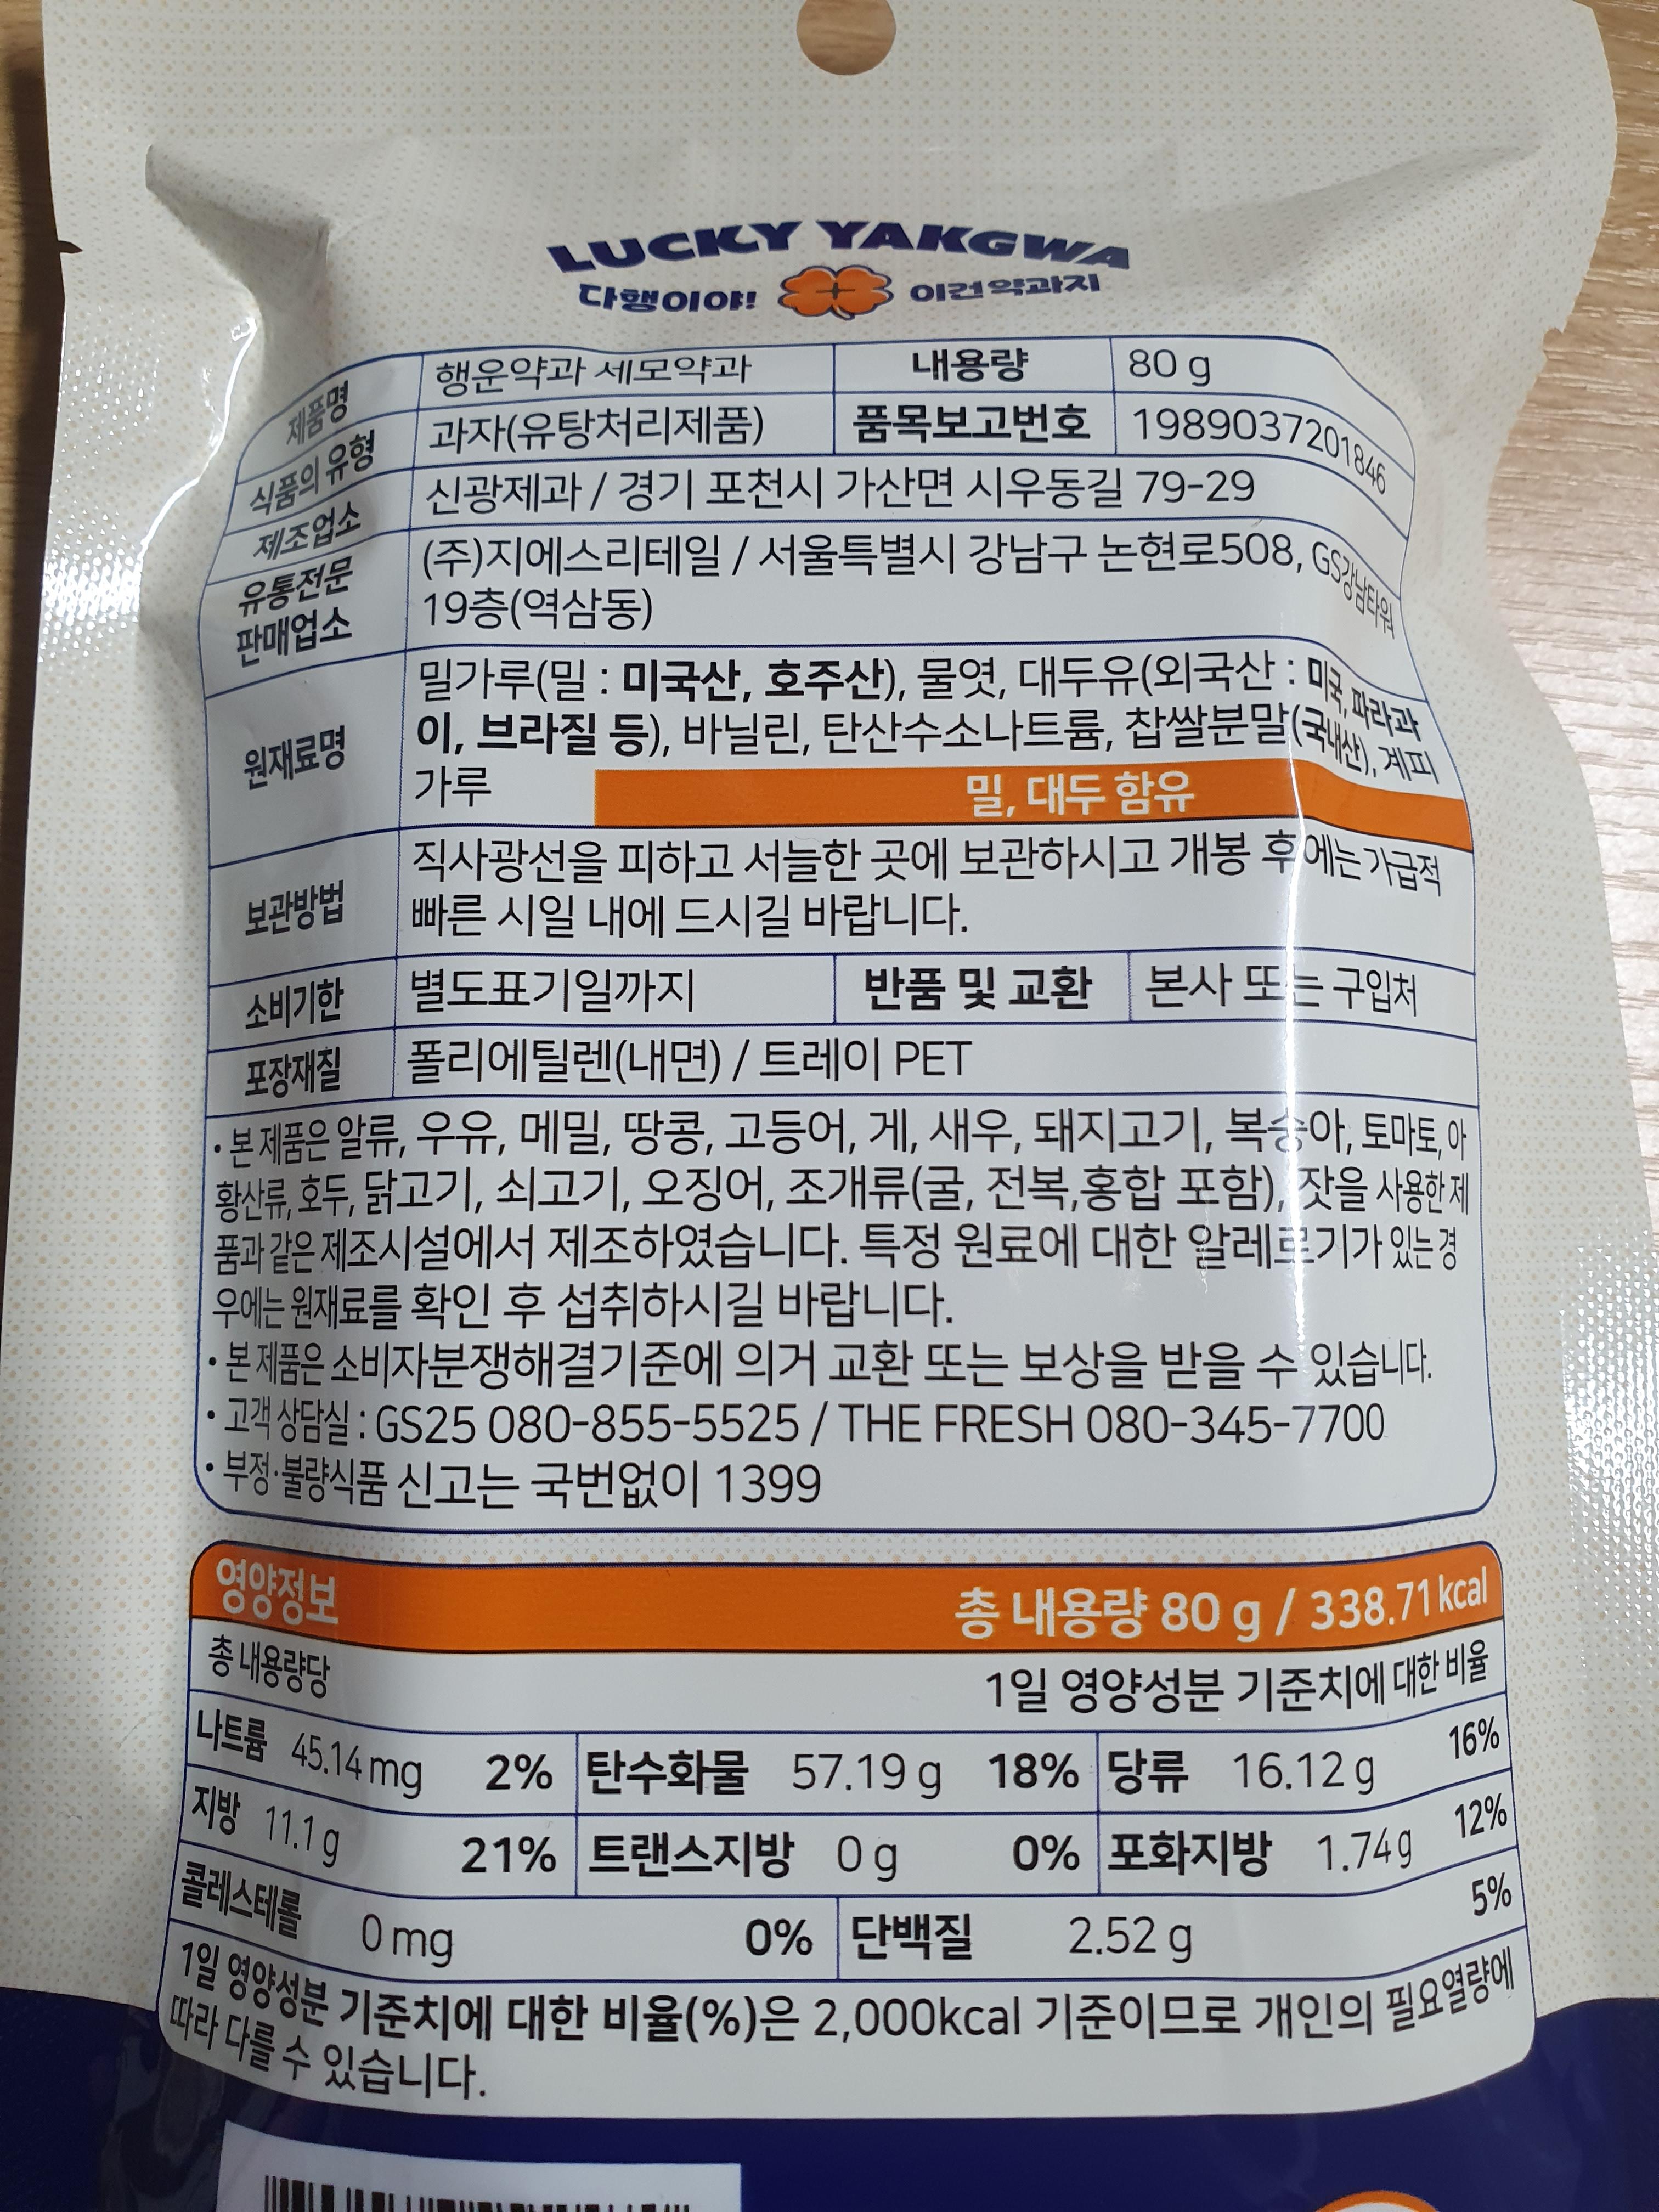 LUCKY YAKGWA
다행이야! 이런 약과지
제품명 행운약과 세모약과 내용량 80 g
식품의 유형 과자(유탕처리제품) 품목보고번호 1989037201846
제조업소 신광제과 / 경기 포천시 가산면 시우동길 79-29
유통전문 (주)지에스리테일 / 서울특별시 강남구 논현로508, GS강남타워
판매업소 19층(역삼동)
원재료명 밀가루(밀 : 미국산, 호주산), 물엿, 대두유(외국산 : 미국, 파라과
이, 브라질 등), 바닐린, 탄산수소나트륨, 찹쌀분말(국내산), 계피
가루 밀, 대두 함유
보관방법 직사광선을 피하고 서늘한 곳에 보관하시고 개봉 후에는 가급적
빠른 시일 내에 드시길 바랍니다.
소비기한 별도표기일까지 반품 및 교환 본사 또는 구입처
포장재질 폴리에틸렌(내면) / 트레이 PET
• 본 제품은 알류, 우유, 메밀, 땅콩, 고등어, 게, 새우, 돼지고기, 복숭아, 토마토, 아
황산류, 호두, 닭고기, 쇠고기, 오징어, 조개류(굴, 전복,홍합 포함), 잣을 사용한 제
품과 같은 제조시설에서 제조하였습니다. 특정 원료에 대한 알레르기가 있는 경
우에는 원재료를 확인 후 섭취하시길 바랍니다.
• 본 제품은 소비자분쟁해결기준에 의거 교환 또는 보상을 받을 수 있습니다.
• 고객 상담실 : GS25 080-855-5525 / THE FRESH 080-345-7700
• 부정·불량식품 신고는 국번없이 1399
영양정보 총 내용량 80 g / 338.71 kcal
총 내용량당 1일 영양성분 기준치에 대한 비율
나트륨 45.14 mg 2% 탄수화물 57.19 g 18% 당류 16.12 g 16%
지방 11.1 g 21% 트랜스지방 0 g 0% 포화지방 1.74 g 12%
콜레스테롤 0 mg 0% 단백질 2.52 g 5%
1일 영양성분 기준치에 대한 비율(%)은 2,000kcal 기준이므로 개인의 필요열량에
따라 다를 수 있습니다.